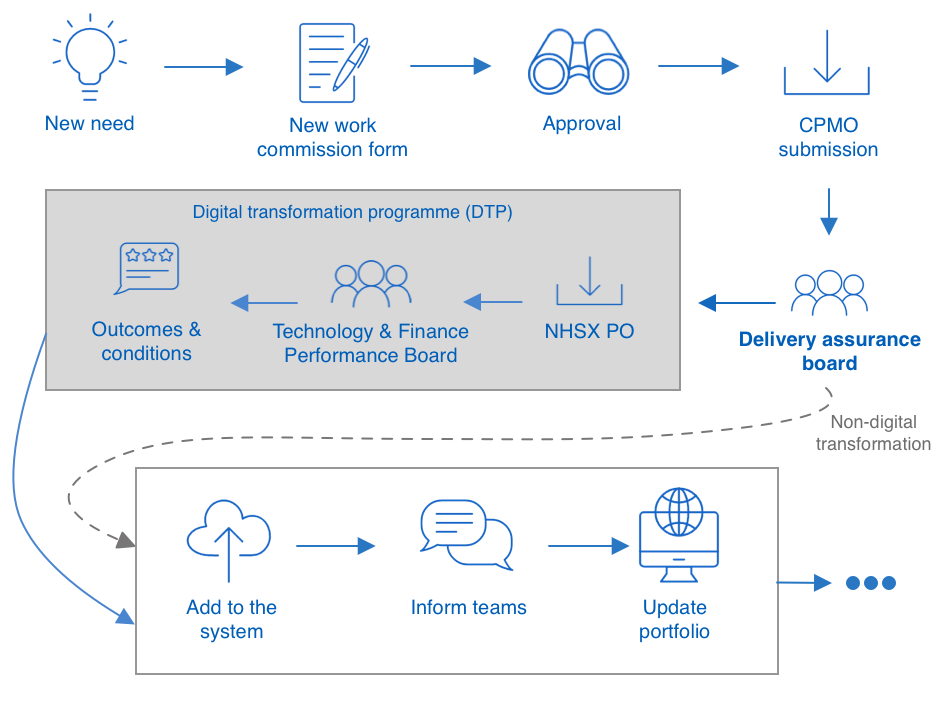 New need
New work
commission form
Approval
CPMO
submission
Digital transformation programme (DTP)
Outcomes &
conditions
Technology & Finance
Performance Board
NHSX PO
Delivery assurance
board
Non-digital
transformation
Add to the
system
Inform teams
Update
portfolio